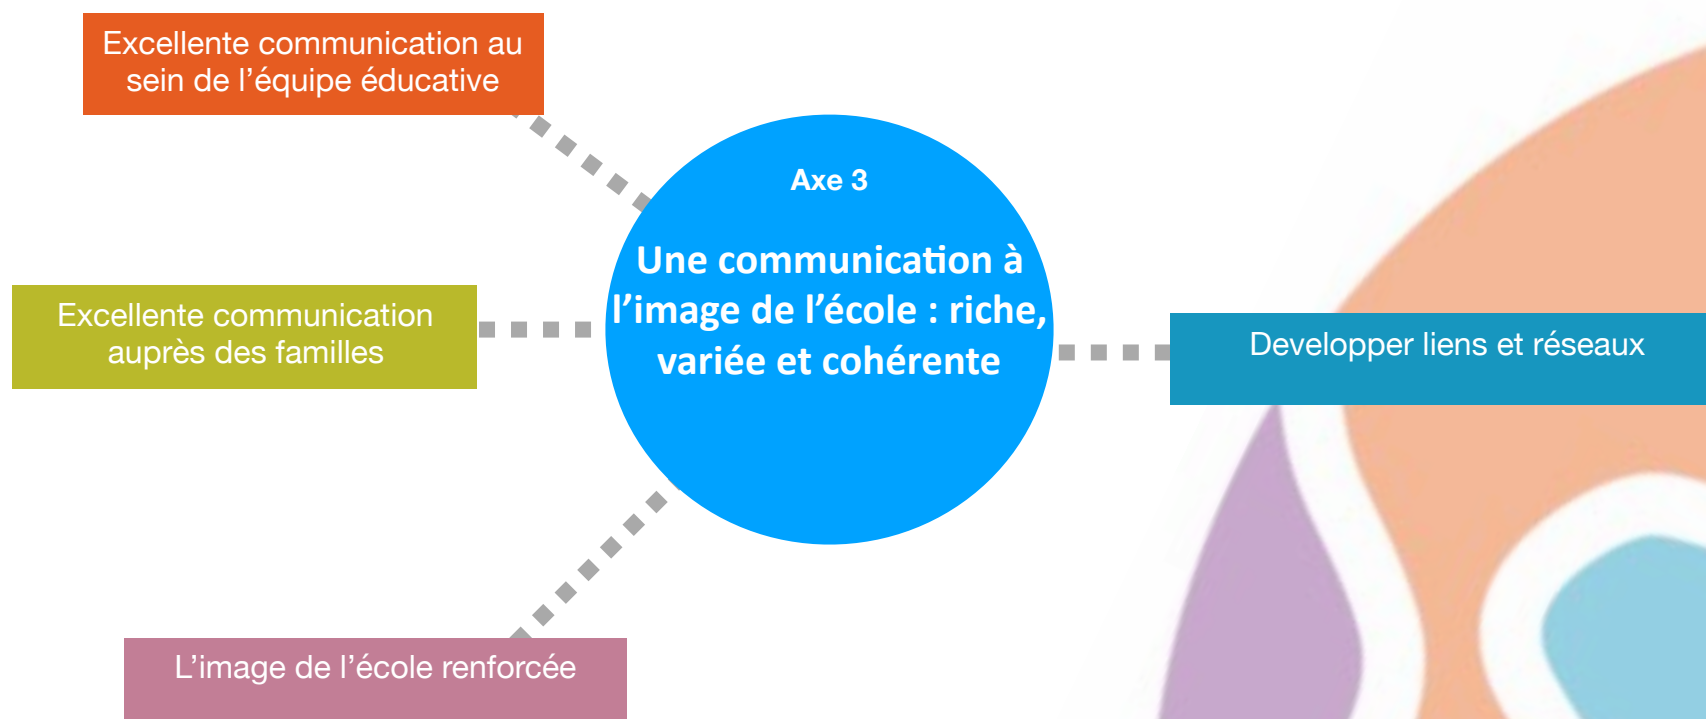 Excellente communication au
sein de l’équipe éducative
Axe 3
Une communication à
l’image de l’école : riche,
variée et cohérente
Excellente communication
auprès des familles
Developper liens et réseaux
L’image de l’école renforcée